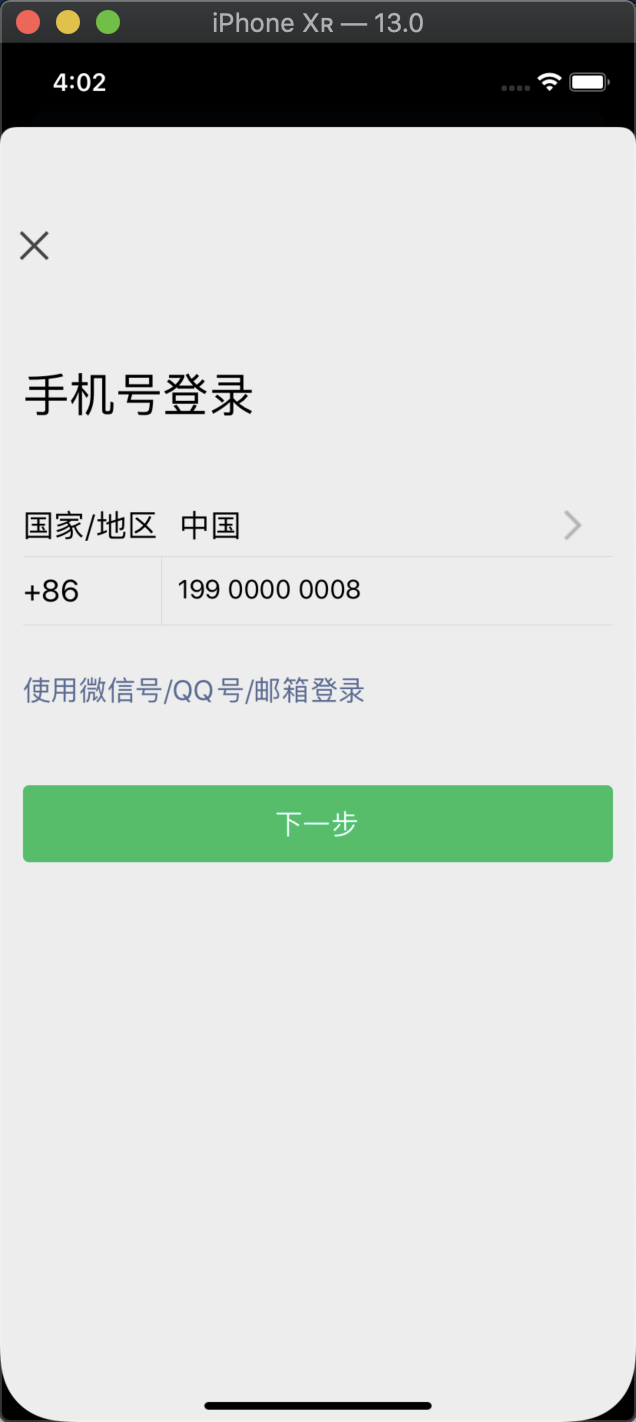 iPhone Xʀ — 13.0
4:02
手机号登录
国家/地区 中国
+86 199 0000 0008
使用微信号/QQ号/邮箱登录
下一步